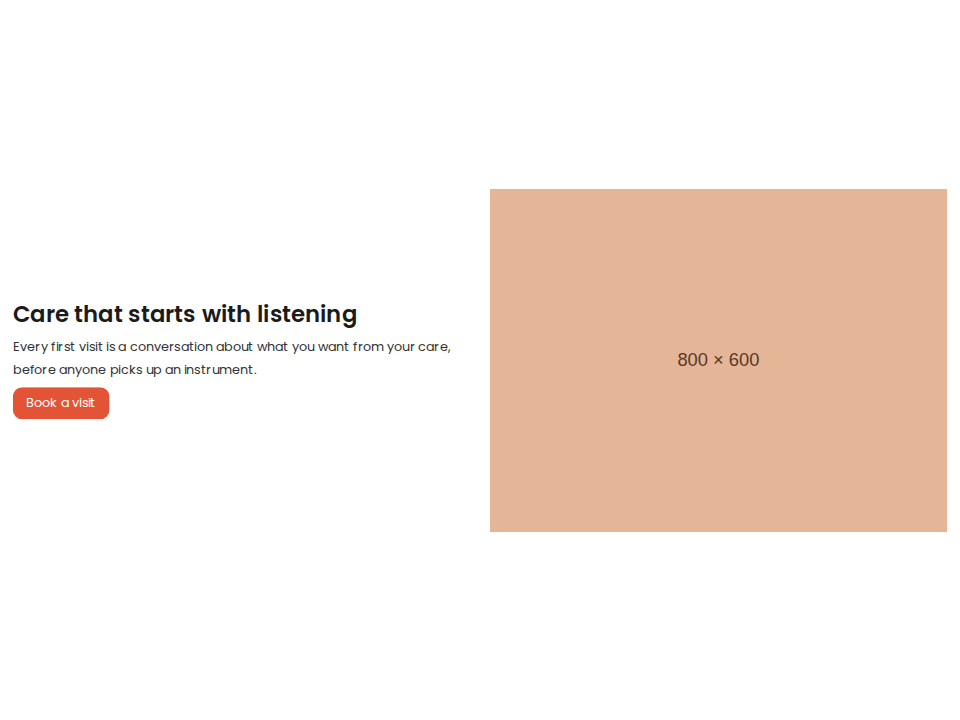 Care that starts with listening
Every first visit is a conversation about what you want from your care,
before anyone picks up an instrument.
Book a visit
800 × 600